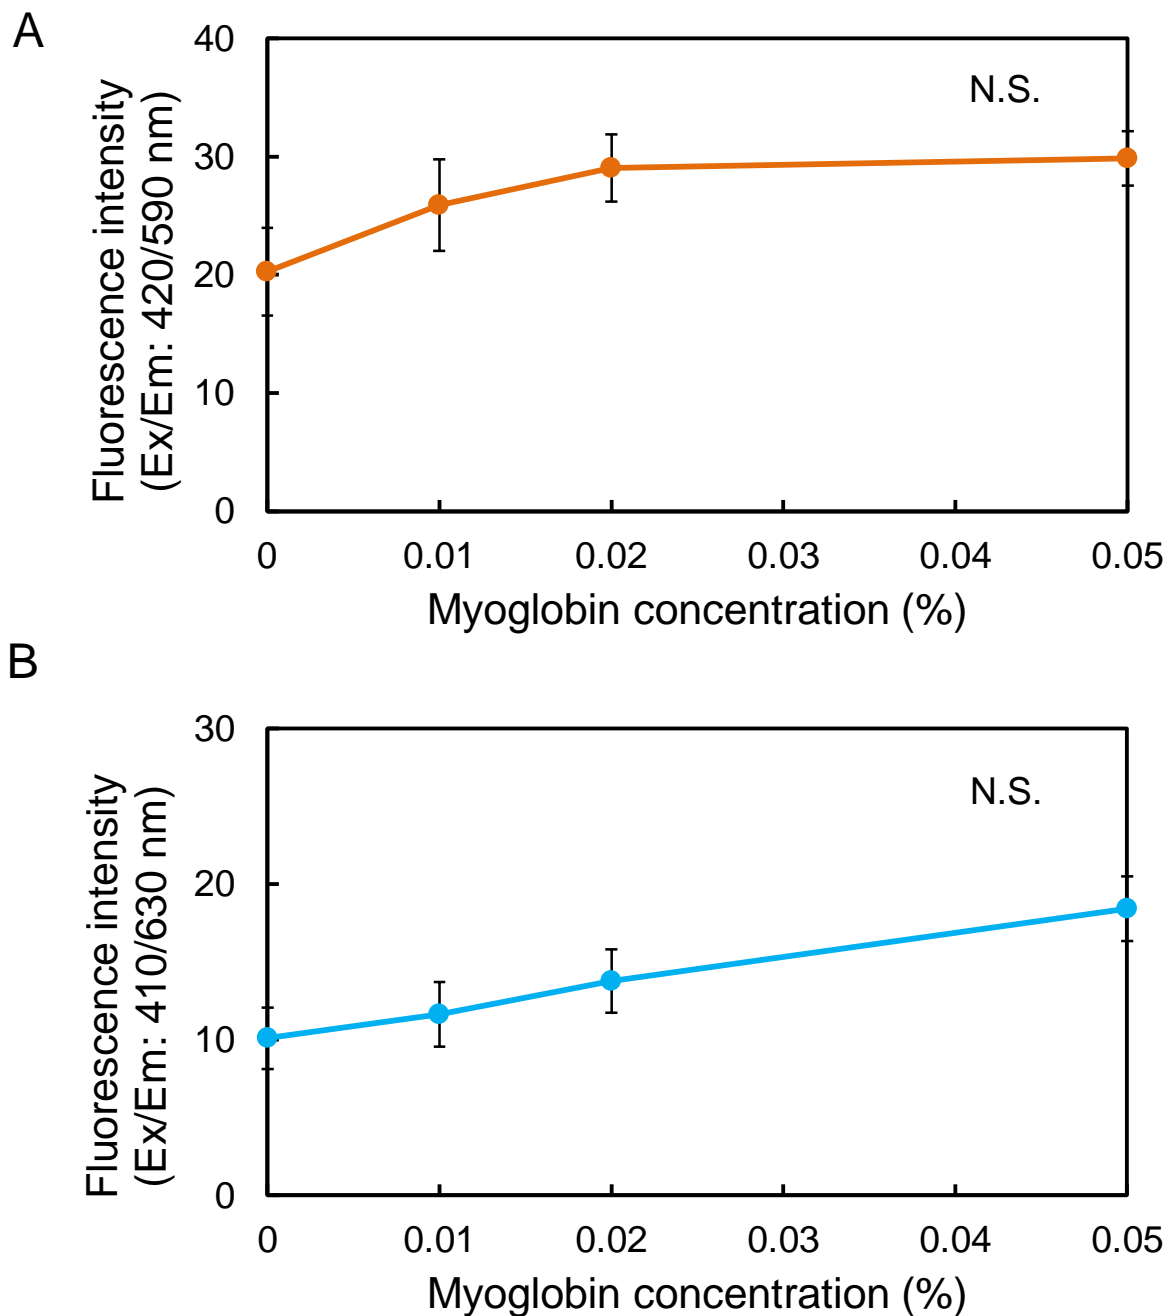 A
Fluorescence intensity
(Ex/Em: 420/590 nm)
40
30
20
10
0
N.S.
0 0.01 0.02 0.03 0.04 0.05
Myoglobin concentration (%)
B
Fluorescence intensity
(Ex/Em: 410/630 nm)
30
20
10
0
N.S.
0 0.01 0.02 0.03 0.04 0.05
Myoglobin concentration (%)